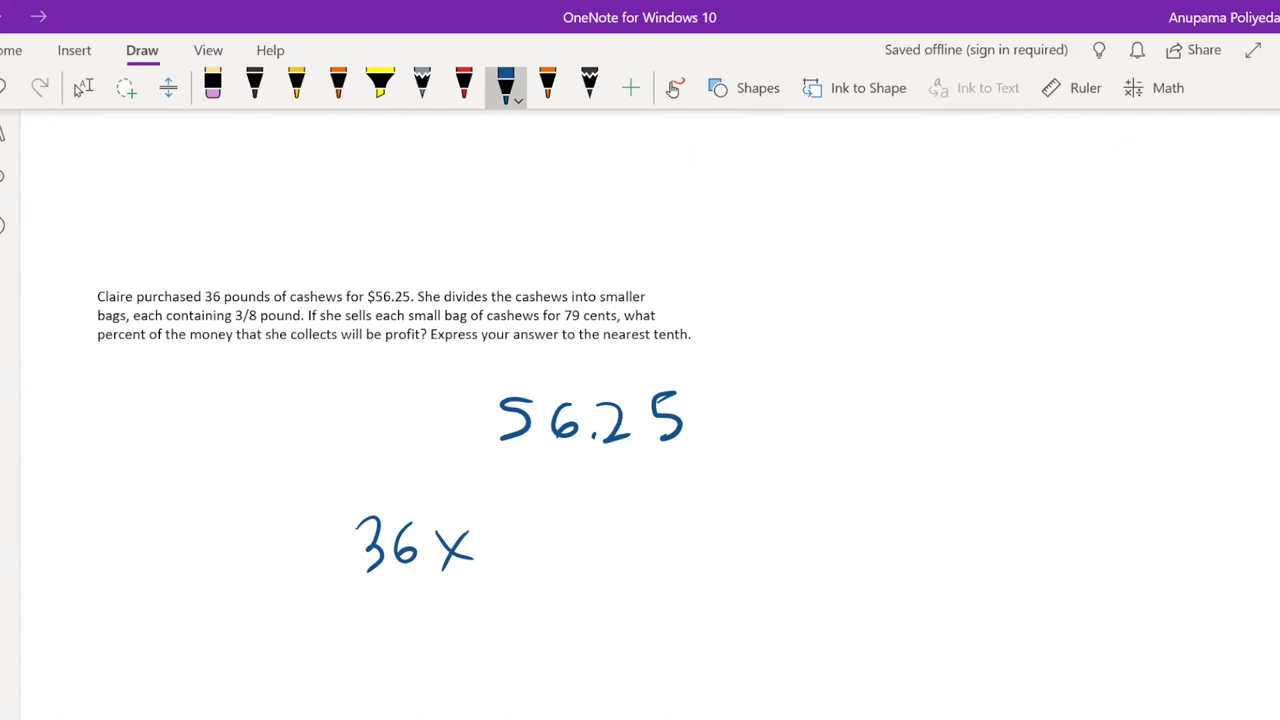 OneNote for Windows 10
Anupama Poliyeda
ome Insert Draw View Help
Saved offline (sign in required) Share
Shapes Ink to Shape Ink to Text Ruler Math
Claire purchased 36 pounds of cashews for $56.25. She divides the cashews into smaller
bags, each containing 3/8 pound. If she sells each small bag of cashews for 79 cents, what
percent of the money that she collects will be profit? Express your answer to the nearest tenth.
56.25
36 x